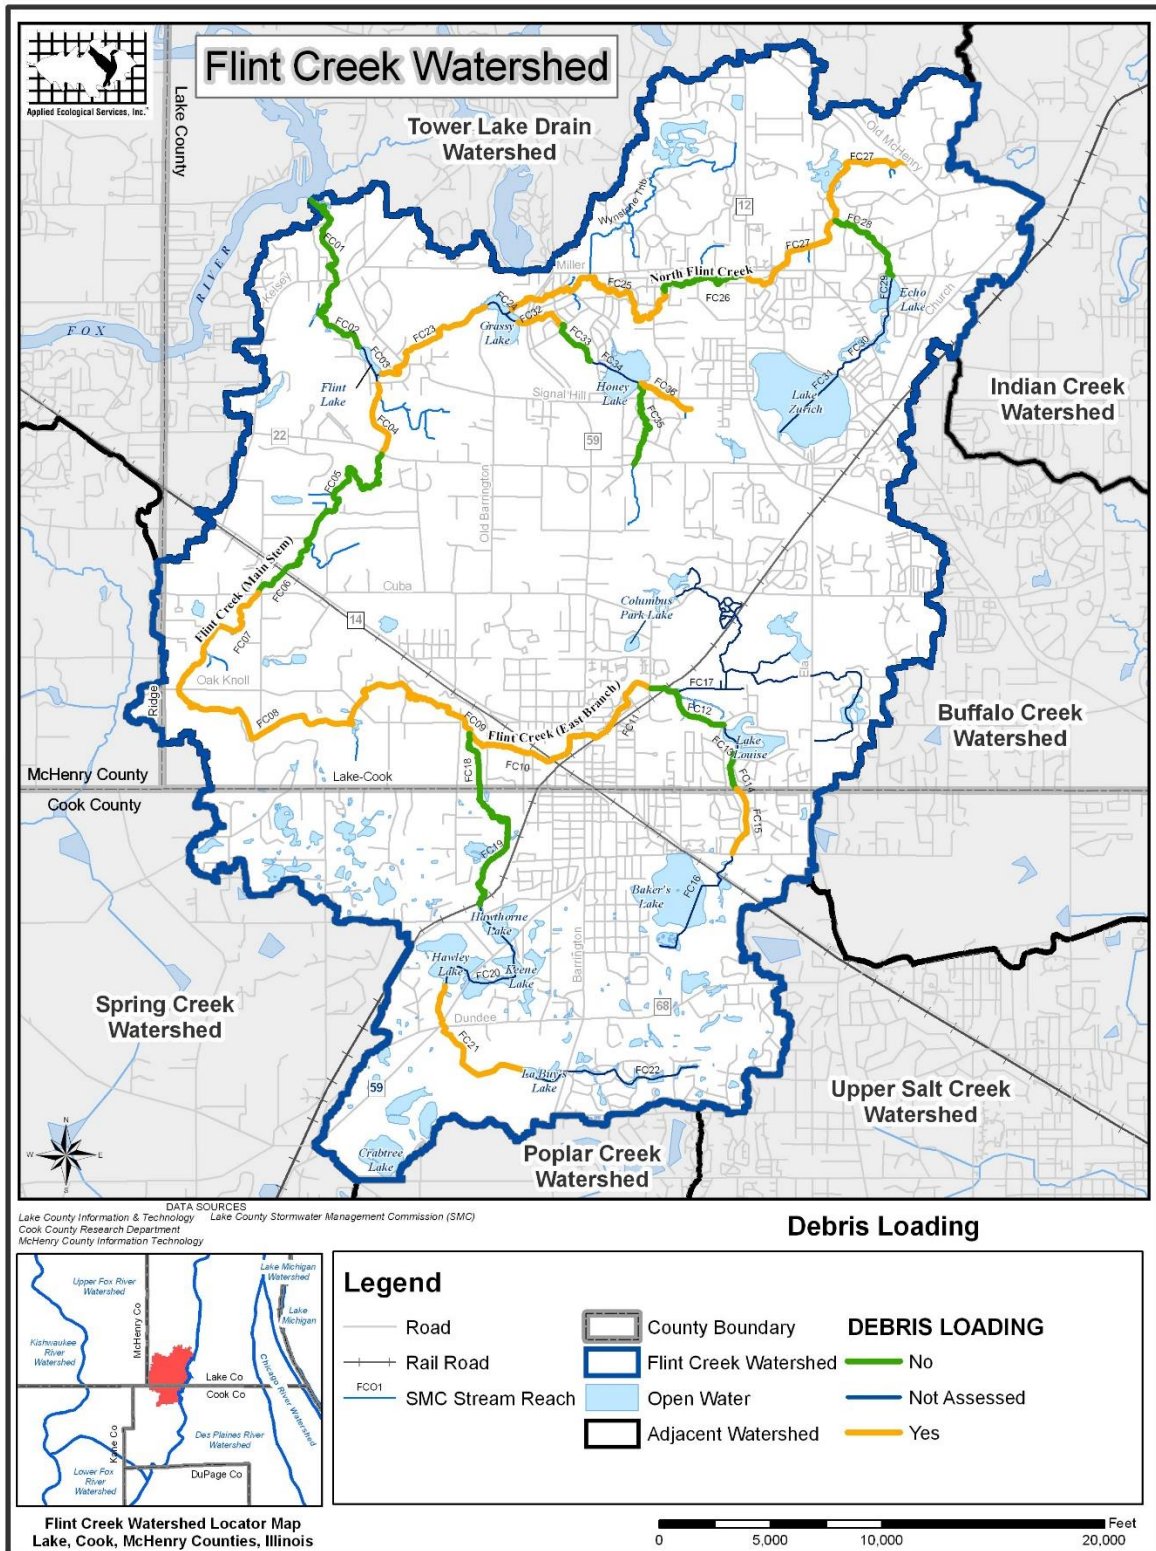 Applied Ecological Services, Inc.™
Flint Creek Watershed
Lake County
Tower Lake Drain
Watershed
Old McHenry
FC27
FC28
Wynstone Trib
12
FC01
FC27
FC29
RIVER
FOX
Kelsey
Miller
North Flint Creek
FC25
FC26
Echo
Lake
Church
FC24
Grassy
Lake
FC32
FC02
FC23
FC33
FC30
FC03
FC34
Honey
Lake
FC36
FC31
Flint
Lake
Signal Hill
Lake
Zurich
Indian Creek
Watershed
FC04
FC35
22
59
FC05
Old Barrington
Flint Creek (Main Stem)
FC06
Cuba
Columbus
Park Lake
14
FC07
Oak Knoll
Ela
FC17
Ridge
FC08
FC09
Flint Creek (East Branch)
FC11
FC12
Buffalo Creek
Watershed
Lake
Louise
FC10
FC13
FC18
McHenry County
Cook County
Lake-Cook
FC14
FC15
FC19
Baker's
Lake
FC16
Hawthorne
Lake
Hawley
Lake
FC20
Keene
Lake
Barrington
Spring Creek
Watershed
68
Dundee
FC21
La Buy's
Lake
FC22
59
Upper Salt Creek
Watershed
Crabtree
Lake
Poplar Creek
Watershed
N
W E
S
DATA SOURCES
Lake County Information & Technology Lake County Stormwater Management Commission (SMC)
Cook County Research Department
McHenry County Information Technology
Debris Loading
Upper Fox River
Watershed
McHenry Co
Lake Michigan
Watershed
Lake
Michigan
Kishwaukee
River
Watershed
Chicago River Watershed
Lake Co
Cook Co
Kane Co
Des Plaines River
Watershed
Lower Fox
River
Watershed
DuPage Co
Flint Creek Watershed Locator Map
Lake, Cook, McHenry Counties, Illinois
Legend
Road
Rail Road
FC01
SMC Stream Reach
County Boundary
Flint Creek Watershed
Open Water
Adjacent Watershed
DEBRIS LOADING
No
Not Assessed
Yes
Feet
0 5,000 10,000 20,000